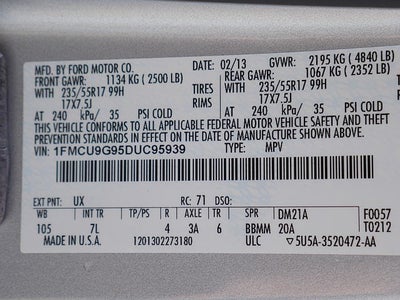 MFD. BY FORD MOTOR CO.
DATE: 02/13 GVWR: 2195 KG ( 4840 LB)
FRONT GAWR: 1134 KG ( 2500 LB) REAR GAWR: 1067 KG ( 2352 LB)
WITH 235/55R17 99H TIRES WITH 235/55R17 99H
17X7.5J RIMS 17X7.5J
AT 240 kPa/ 35 PSI COLD AT 240 kPa/ 35 PSI COLD
THIS VEHICLE CONFORMS TO ALL APPLICABLE FEDERAL MOTOR VEHICLE SAFETY AND THEFT
PREVENTION STANDARDS IN EFFECT ON THE DATE OF MANUFACTURE SHOWN ABOVE.
VIN: 1FMCU9G95DUC95939 TYPE: MPV
EXT PNT: UX RC: 71 DSO: F0057
WB INT TR TP/PS R AXLE TR SPR DM21A T0212
105 7L 4 3A 6 BBMM 20A
MADE IN U.S.A. 1201302273180 ULC 5U5A-3520472-AA